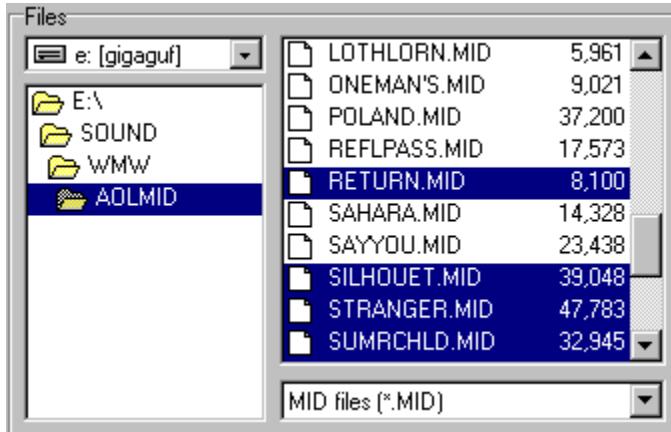 Files
e: [gigaguf]
E:\
SOUND
WMW
AOLMID
LOTHLORN.MID 5,961
ONEMAN'S.MID 9,021
POLAND.MID 37,200
REFLPASS.MID 17,573
RETURN.MID 8,100
SAHARA.MID 14,328
SAYYOU.MID 23,438
SILHOUET.MID 39,048
STRANGER.MID 47,783
SUMRCHLD.MID 32,945
MID files (*.MID)